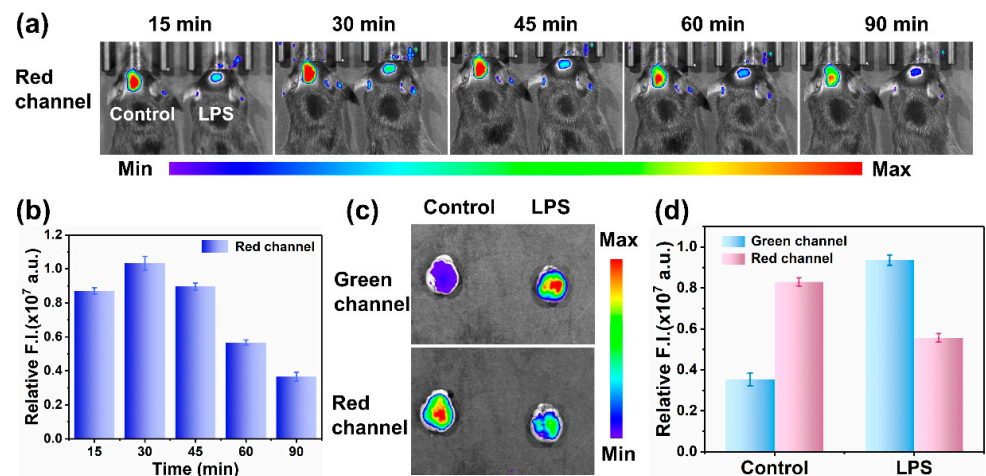 (a)
15 min
30 min
45 min
60 min
90 min
Red
channel
Control
LPS
Min
Max
(b)
Relative F.I.(x10⁷ a.u.)
1.2
1.0
0.8
0.6
0.4
0.2
0.0
Red channel
15
30
45
60
90
Time (min)
(c)
Control
LPS
Green
channel
Red
channel
Max
Min
(d)
Relative F.I.(x10⁷ a.u.)
1.0
0.8
0.6
0.4
0.2
0.0
Green channel
Red channel
Control
LPS